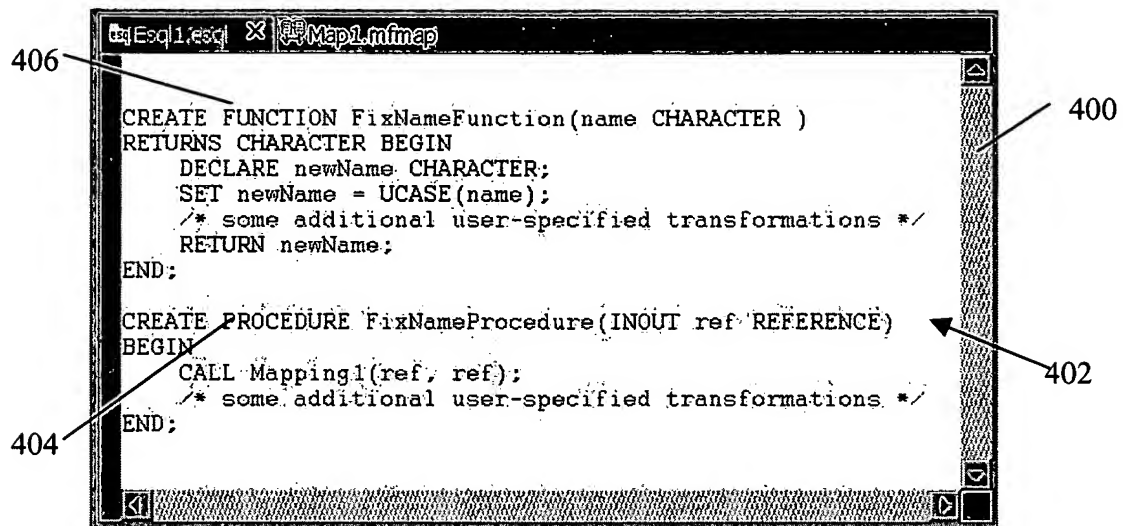 Esql1.esql Map1.mfmap
406
400
CREATE FUNCTION FixNameFunction(name CHARACTER )
RETURNS CHARACTER BEGIN
DECLARE newName CHARACTER;
SET newName = UCASE(name);
/* some additional user-specified transformations */
RETURN newName;
END;
CREATE PROCEDURE FixNameProcedure(INOUT ref REFERENCE)
BEGIN
402
CALL Mapping1(ref, ref);
/* some additional user-specified transformations */
404
END;